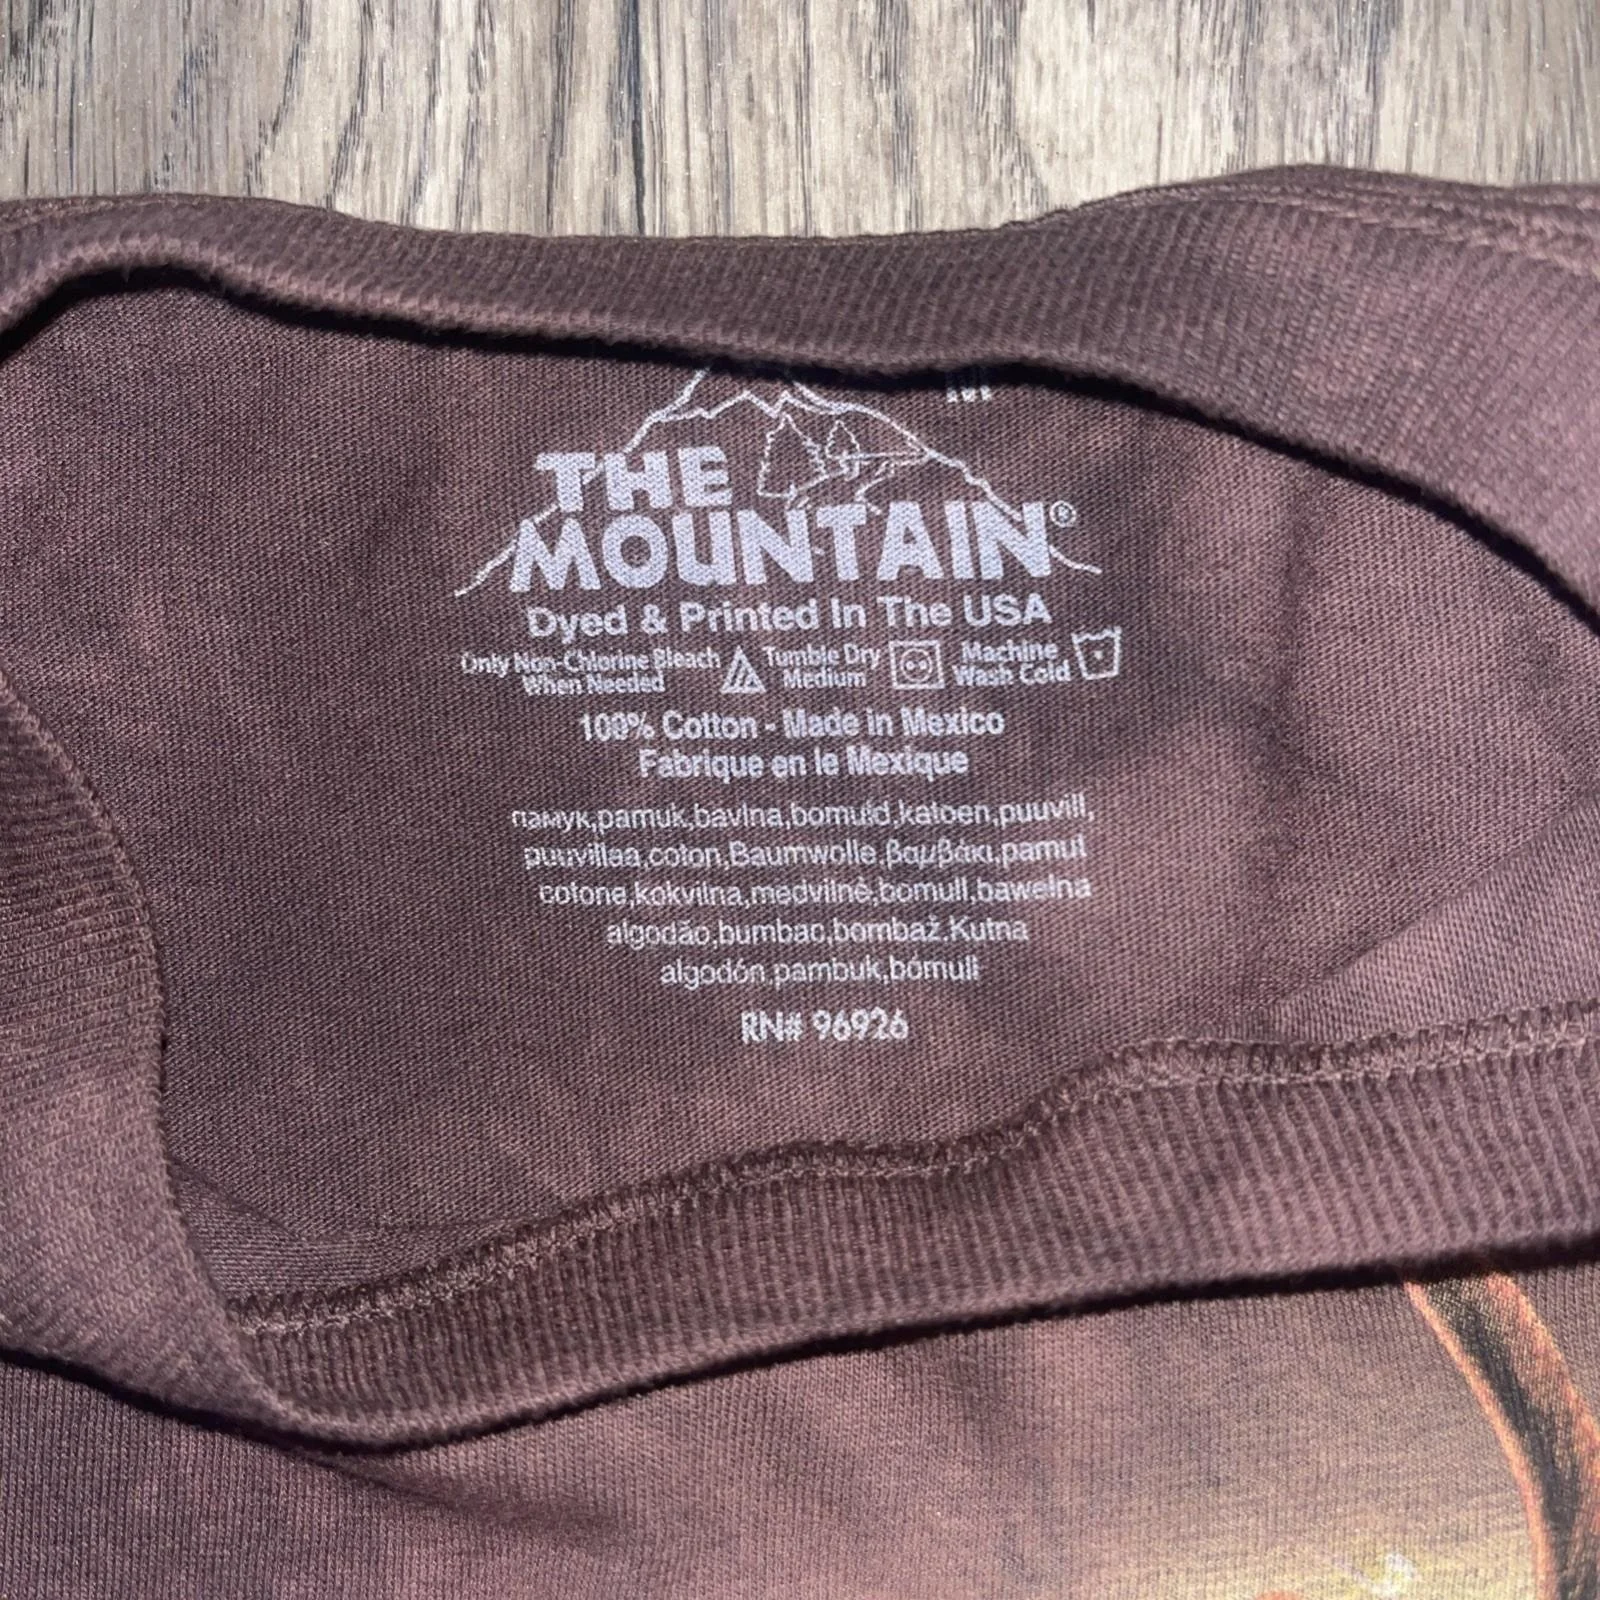 M
THE
MOUNTAIN®
Dyed & Printed In The USA
Only Non-Chlorine Bleach
When Needed
Tumble Dry
Medium
Machine
Wash Cold
100% Cotton - Made in Mexico
Fabrique en le Mexique
памук,pamuk,bavlna,bomuld,katoen,puuvill,
puuvillaa,coton,Baumwolle,βαμβάκι,pamut
cotone,kokvilna,medvilné,bomull,bawełna
algodão,bumbac,bombaž,Kutna
algodón,pambuk,bómull
RN# 96926